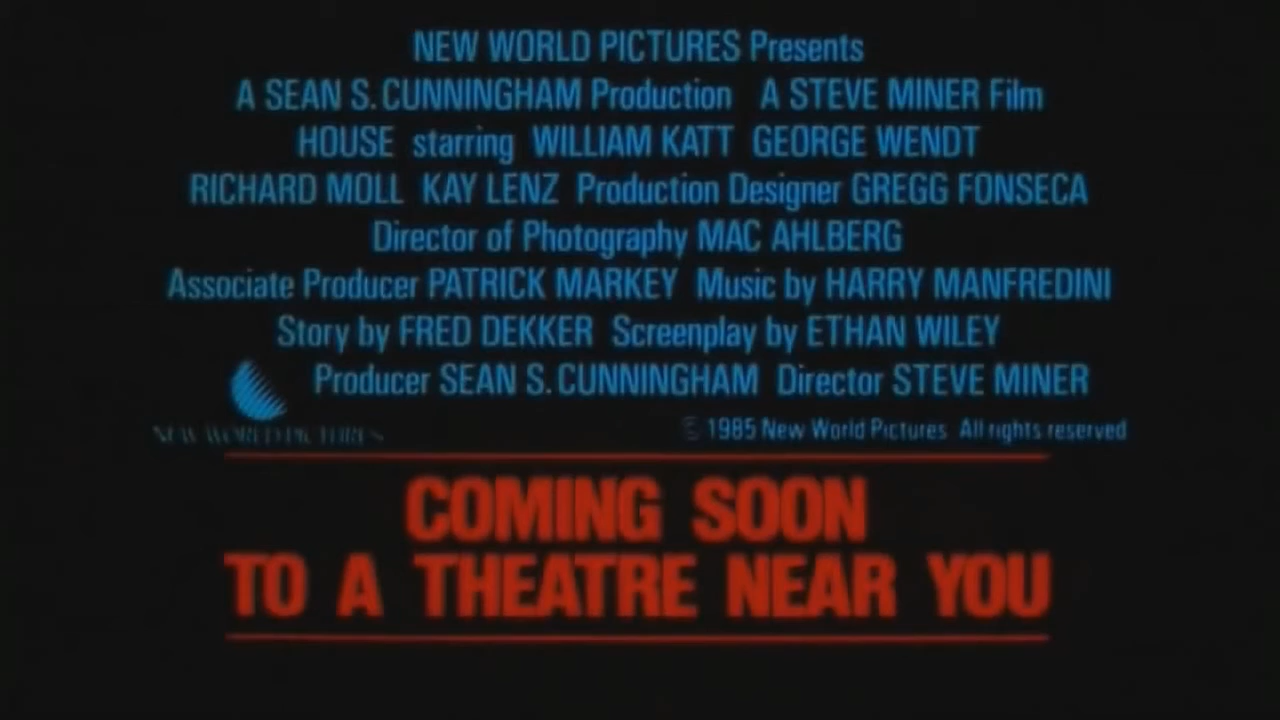 NEW WORLD PICTURES Presents
A SEAN S. CUNNINGHAM Production A STEVE MINER Film
HOUSE starring WILLIAM KATT GEORGE WENDT
RICHARD MOLL KAY LENZ Production Designer GREGG FONSECA
Director of Photography MAC AHLBERG
Associate Producer PATRICK MARKEY Music by HARRY MANFREDINI
Story by FRED DEKKER Screenplay by ETHAN WILEY
Producer SEAN S. CUNNINGHAM Director STEVE MINER
NEW WORLD PICTURES
© 1985 New World Pictures All rights reserved
COMING SOON
TO A THEATRE NEAR YOU